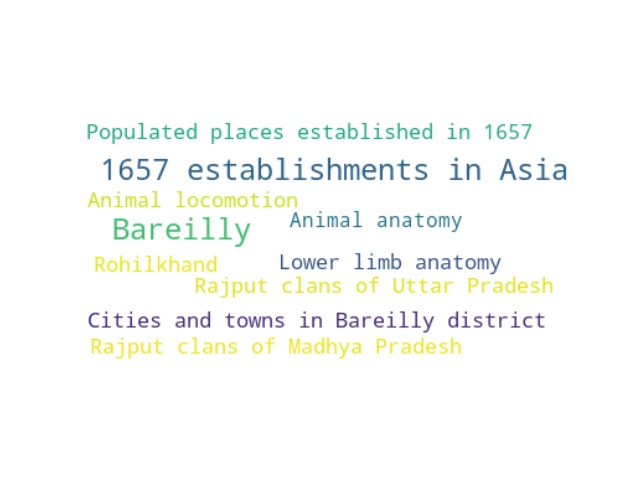 Populated places established in 1657
1657 establishments in Asia
Animal locomotion
Animal anatomy
Bareilly
Lower limb anatomy
Rohilkhand
Rajput clans of Uttar Pradesh
Cities and towns in Bareilly district
Rajput clans of Madhya Pradesh